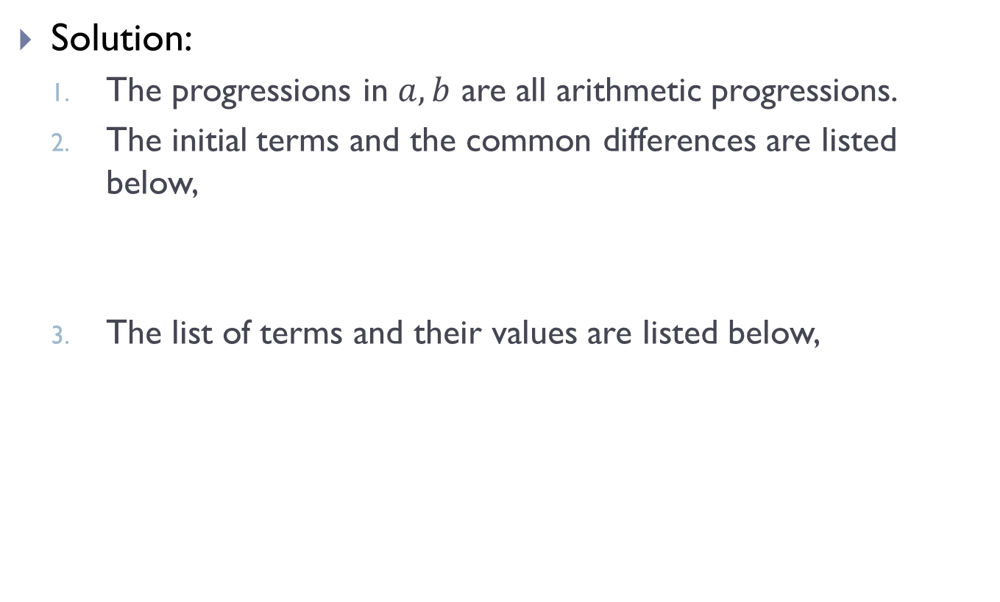 Solution:
1. The progressions in a, b are all arithmetic progressions.
2. The initial terms and the common differences are listed
below,
3. The list of terms and their values are listed below,